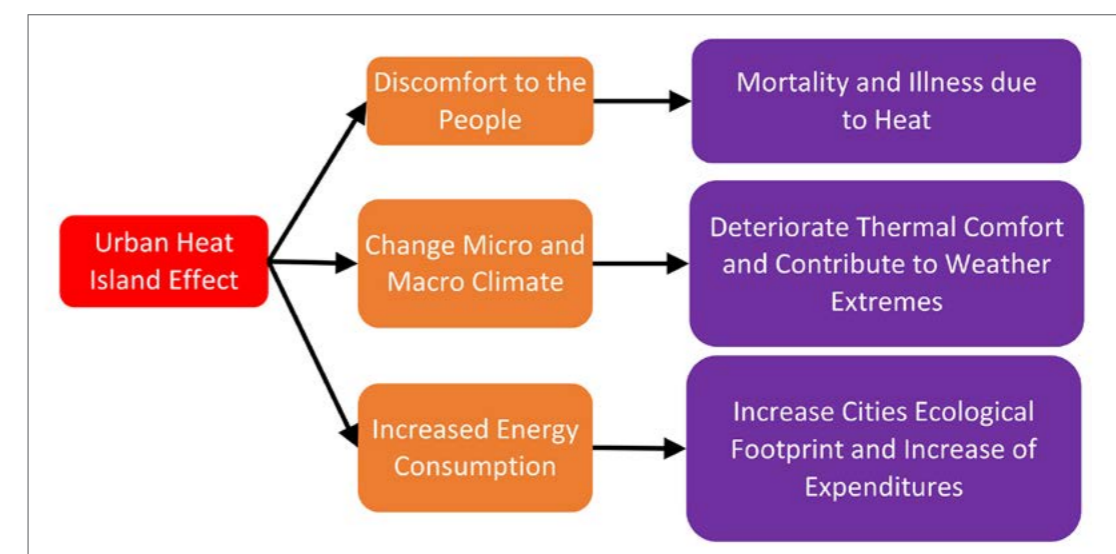 Discomfort to the
People
Mortality and Illness due
to Heat
Urban Heat
Island Effect
Change Micro and
Macro Climate
Deteriorate Thermal Comfort
and Contribute to Weather
Extremes
Increased Energy
Consumption
Increase Cities Ecological
Footprint and Increase of
Expenditures